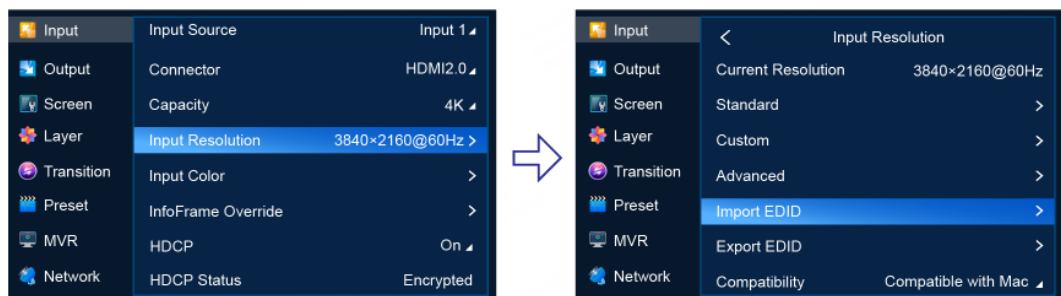 Input
Input Source Input 1
Output
Connector HDMI2.0
Screen
Capacity 4K
Layer
Input Resolution 3840×2160@60Hz >
Transition
Input Color >
Preset
InfoFrame Override >
MVR
HDCP On
Network
HDCP Status Encrypted
Input
< Input Resolution
Output
Current Resolution 3840×2160@60Hz
Screen
Standard >
Layer
Custom >
Transition
Advanced >
Preset
Import EDID >
MVR
Export EDID >
Network
Compatibility Compatible with Mac